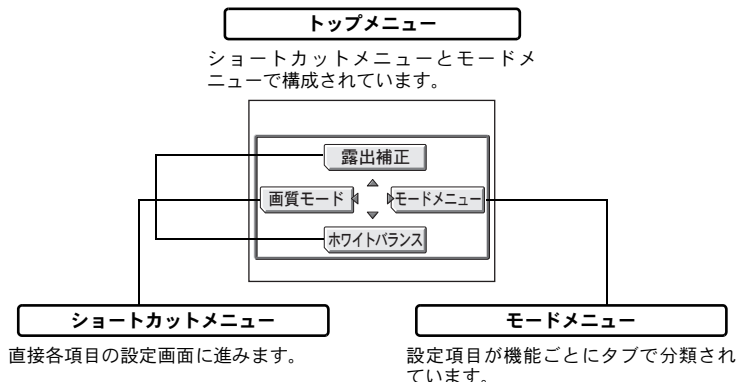 トップメニュー
ショートカットメニューとモードメ
ニューで構成されています。
露出補正
画質モード
モードメニュー
ホワイトバランス
ショートカットメニュー
直接各項目の設定画面に進みます。
モードメニュー
設定項目が機能ごとにタブで分類され
ています。